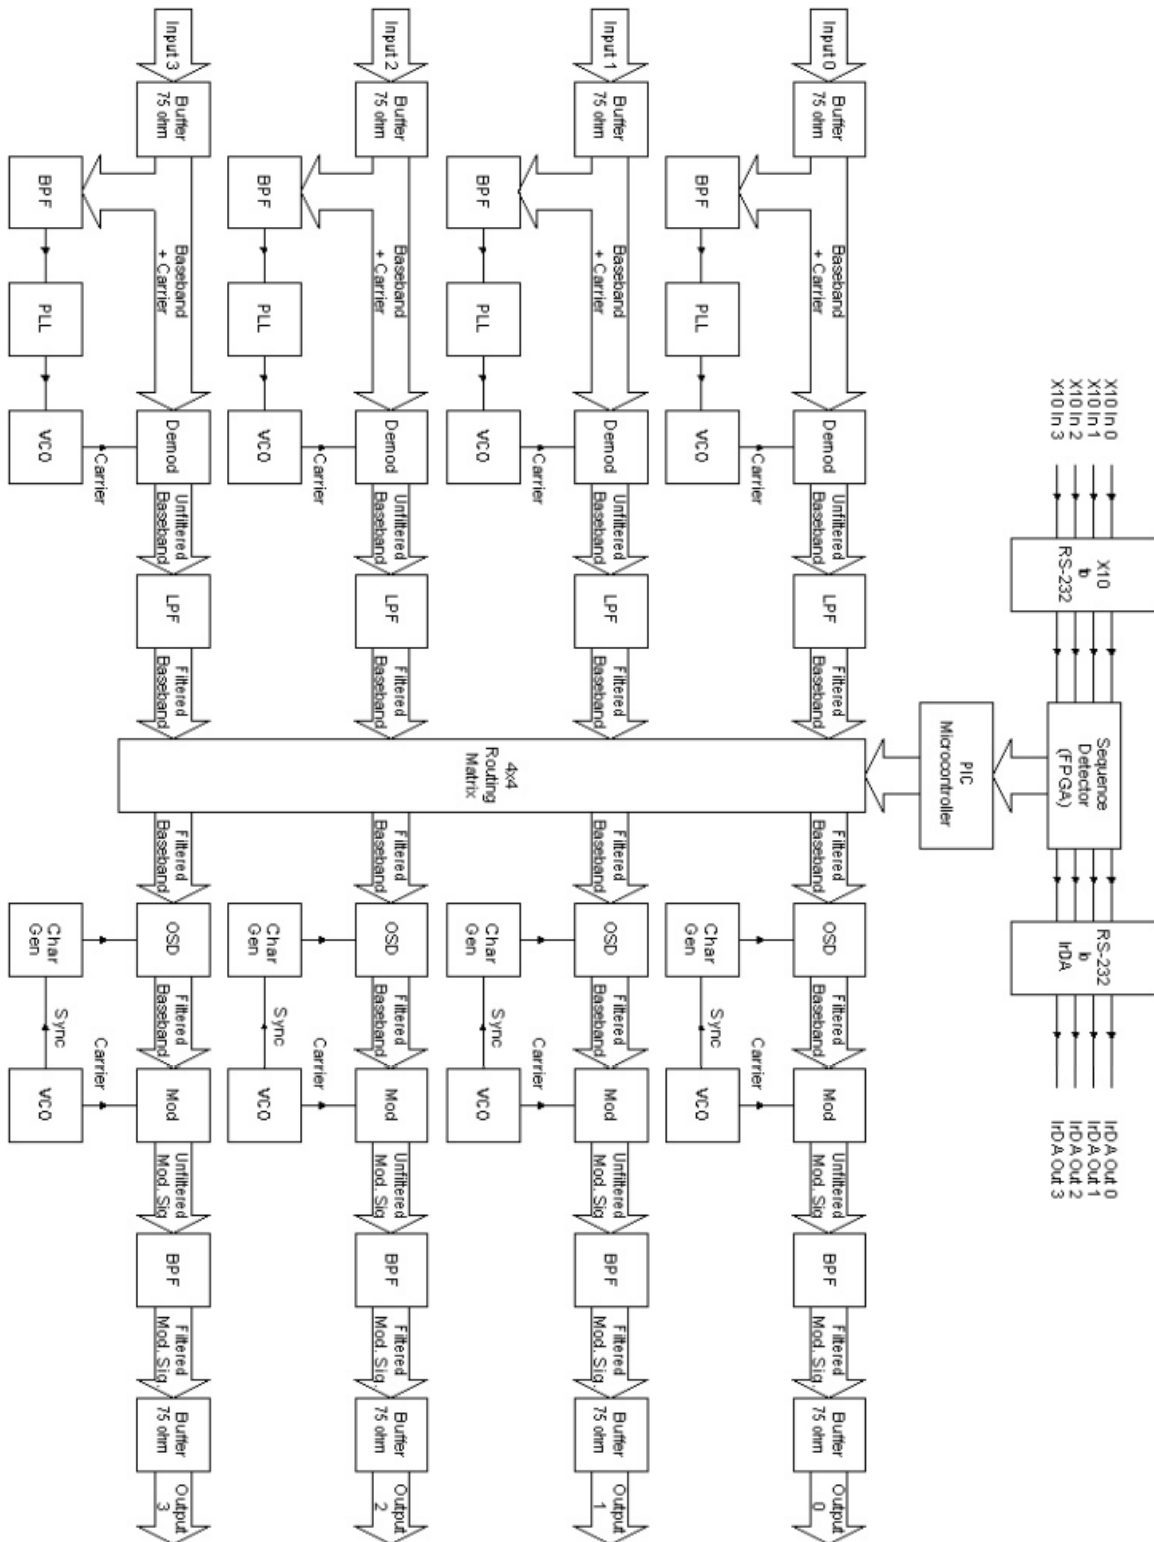 X10 In 0
X10 In 1
X10 In 2
X10 In 3
X10
to
RS-232
Sequence
Detector
(FPGA)
RS-232
to
IrDA
IrDA Out 0
IrDA Out 1
IrDA Out 2
IrDA Out 3
PIC
Microcontroller
Input 0
Buffer
75 ohm
Baseband
+ Carrier
Demod
Unfiltered
Baseband
LPF
Filtered
Baseband
Filtered
Baseband
OSD
Filtered
Baseband
Mod
Unfiltered
Mod. Sig.
BPF
Filtered
Mod. Sig.
Buffer
75 ohm
Output
0
Carrier
Sync
Carrier
BPF
PLL
VCO
Char
Gen
VCO
Input 1
Buffer
75 ohm
Baseband
+ Carrier
Demod
Unfiltered
Baseband
LPF
Filtered
Baseband
Filtered
Baseband
OSD
Filtered
Baseband
Mod
Unfiltered
Mod. Sig.
BPF
Filtered
Mod. Sig.
Buffer
75 ohm
Output
1
Carrier
Sync
Carrier
BPF
PLL
VCO
Char
Gen
VCO
4x4
Routing
Matrix
Input 2
Buffer
75 ohm
Baseband
+ Carrier
Demod
Unfiltered
Baseband
LPF
Filtered
Baseband
Filtered
Baseband
OSD
Filtered
Baseband
Mod
Unfiltered
Mod. Sig.
BPF
Filtered
Mod. Sig.
Buffer
75 ohm
Output
2
Carrier
Sync
Carrier
BPF
PLL
VCO
Char
Gen
VCO
Input 3
Buffer
75 ohm
Baseband
+ Carrier
Demod
Unfiltered
Baseband
LPF
Filtered
Baseband
Filtered
Baseband
OSD
Filtered
Baseband
Mod
Unfiltered
Mod. Sig.
BPF
Filtered
Mod. Sig.
Buffer
75 ohm
Output
3
Carrier
Sync
Carrier
BPF
PLL
VCO
Char
Gen
VCO